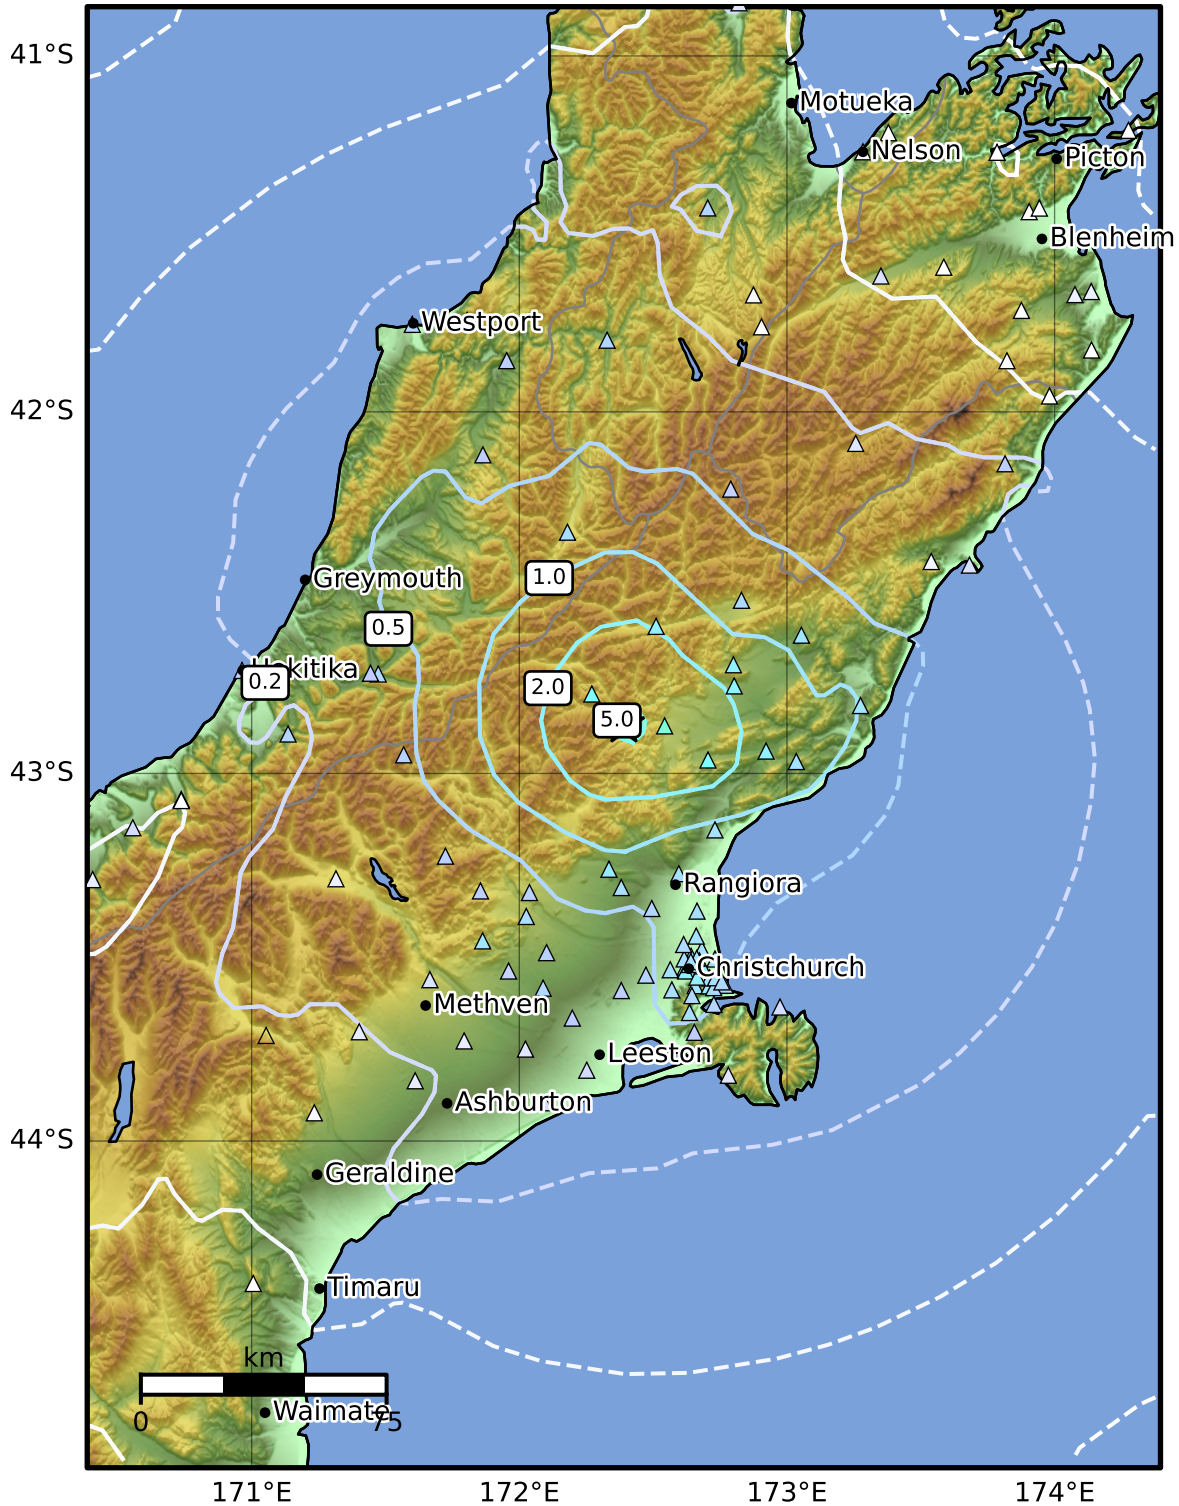 41°S
Motueka
Nelson
Picton
Blenheim
Westport
42°S
1.0
Greymouth
0.5
Hokitika
0.2
2.0
5.0
43°S
Rangiora
Christchurch
Methven
Leeston
Ashburton
44°S
Geraldine
Timaru
km
Waimate
0 75
171°E 172°E 173°E 174°E